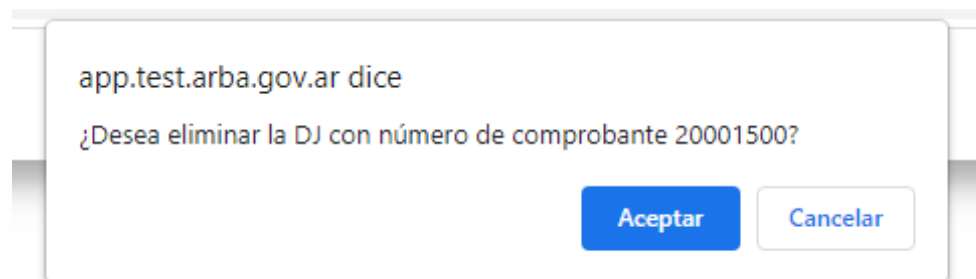 app.test.arba.gov.ar dice
¿Desea eliminar la DJ con número de comprobante 20001500?
Aceptar
Cancelar